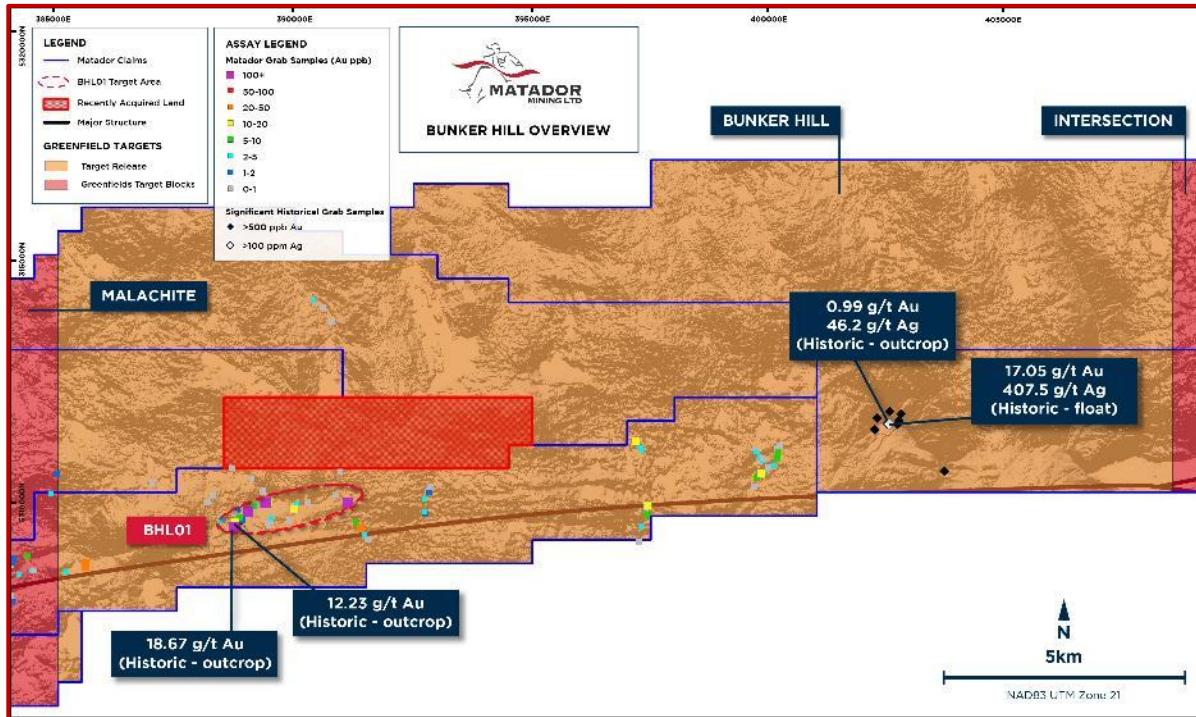 385000E
390000E
395000E
400000E
405000E
5320000N
5315000N
5310000N
LEGEND
Matador Claims
BHL01 Target Area
Recently Acquired Land
Major Structure
GREENFIELD TARGETS
Target Release
Greenfields Target Blocks
ASSAY LEGEND
Matador Grab Samples (Au ppb)
100+
50-100
20-50
10-20
5-10
2-5
1-2
0-1
Significant Historical Grab Samples
>500 ppb Au
>100 ppm Ag
MATADOR
MINING LTD
BUNKER HILL OVERVIEW
BUNKER HILL
INTERSECTION
MALACHITE
0.99 g/t Au
46.2 g/t Ag
(Historic - outcrop)
17.05 g/t Au
407.5 g/t Ag
(Historic - float)
BHL01
12.23 g/t Au
(Historic - outcrop)
18.67 g/t Au
(Historic - outcrop)
N
5km
NAD83 UTM Zone 21